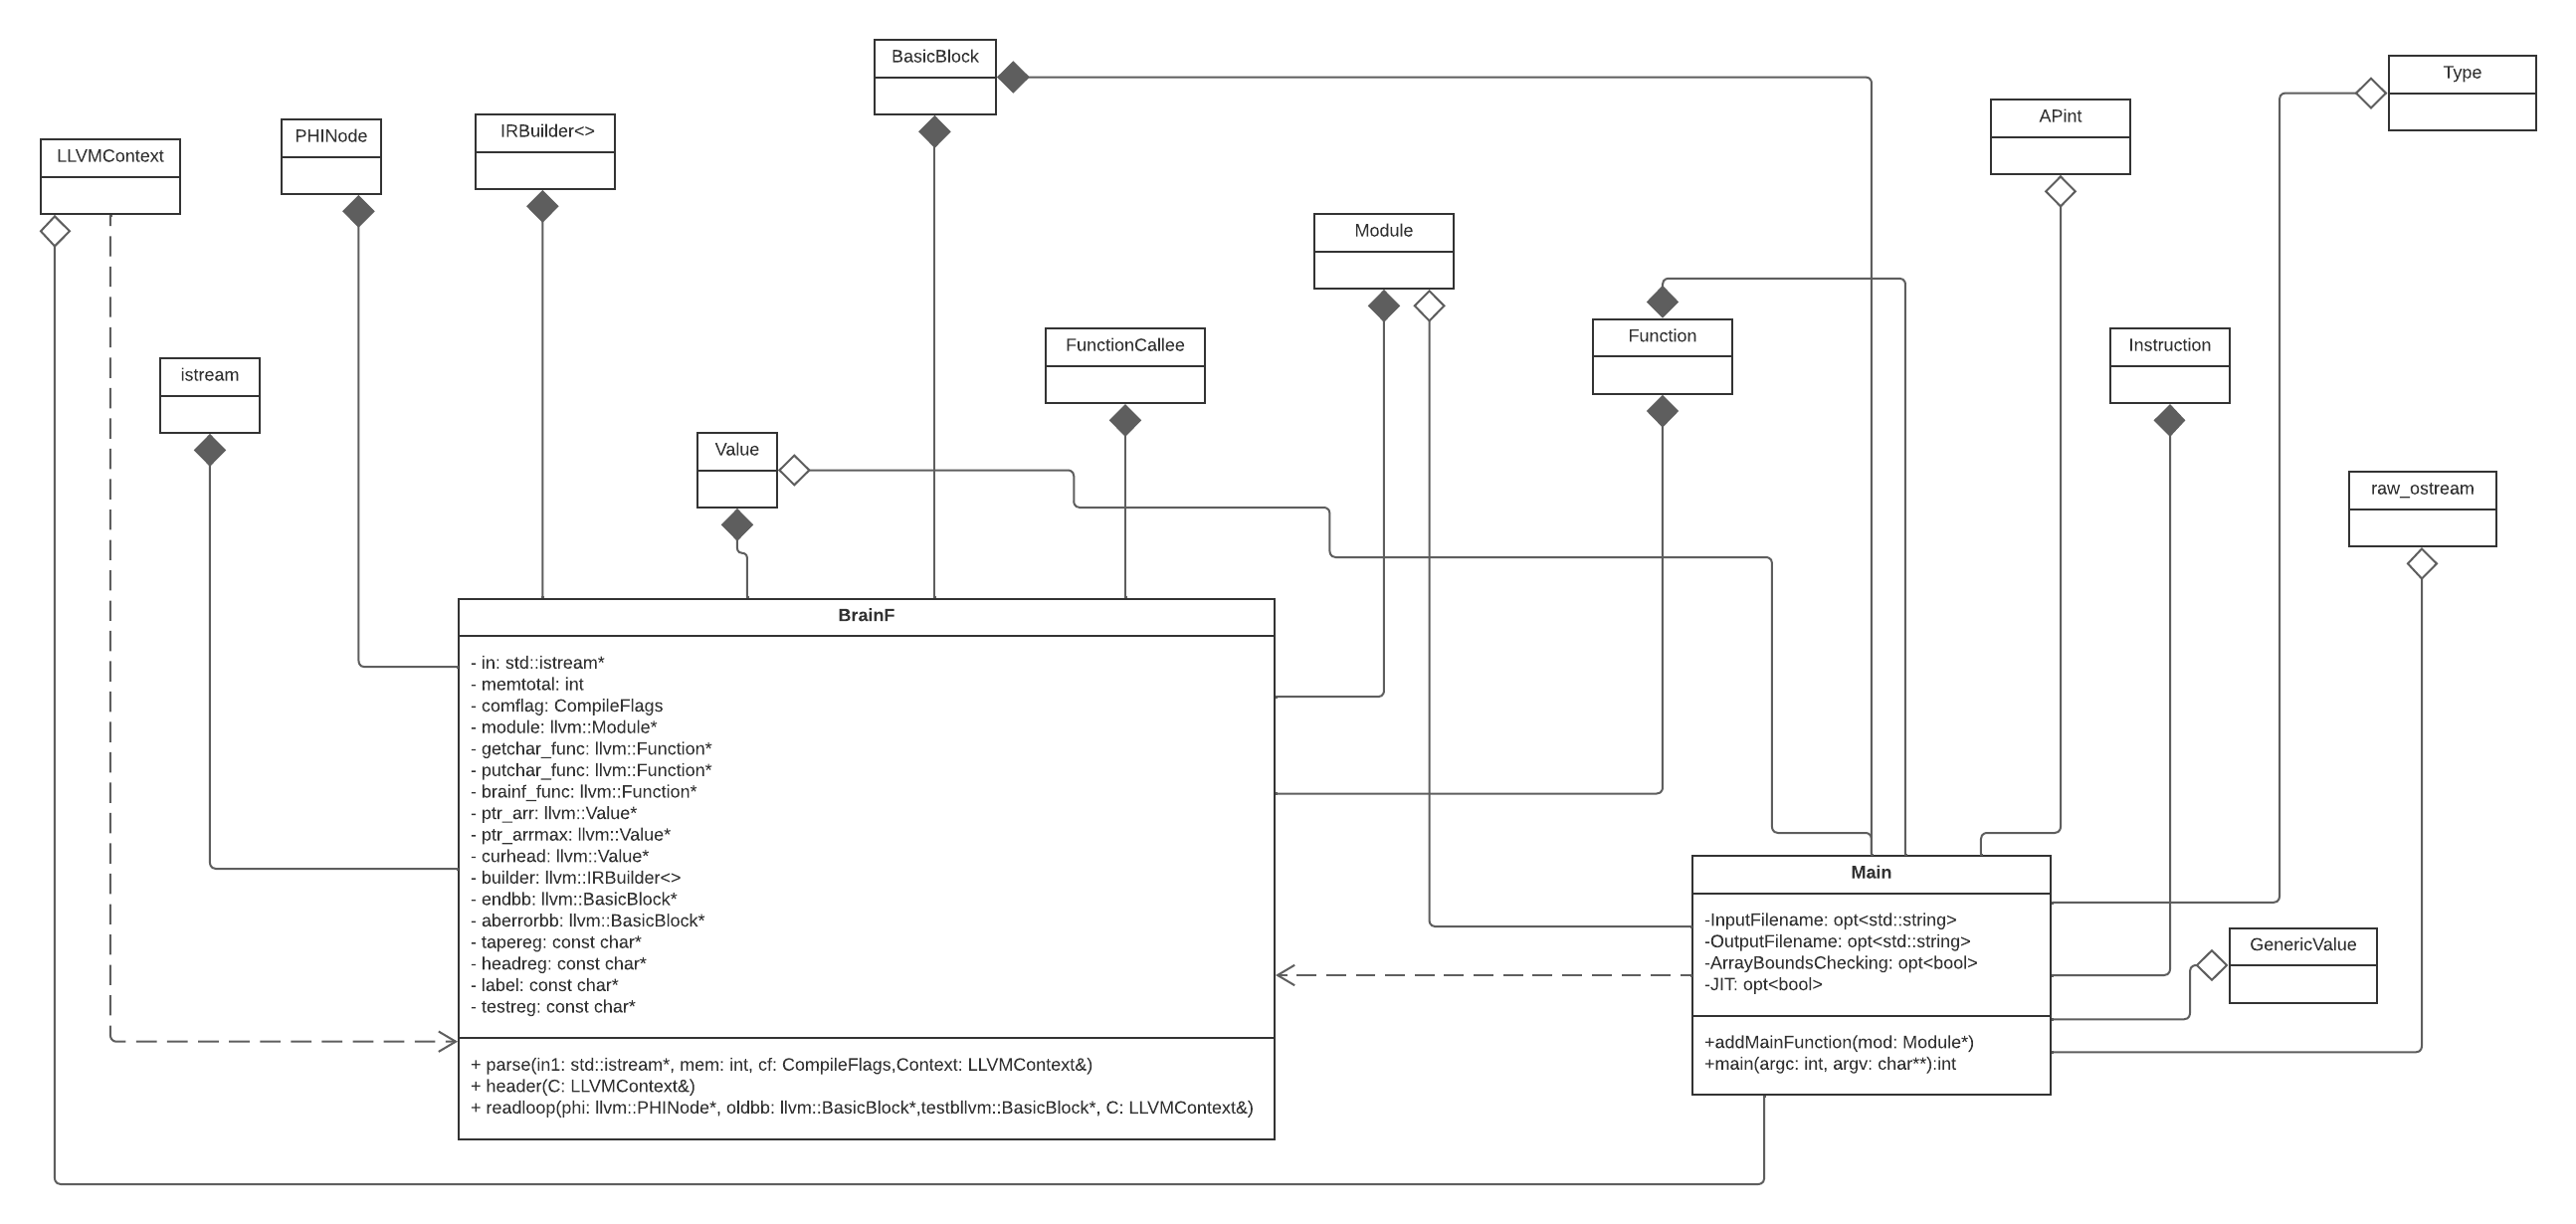 BasicBlock
Type
APint
IRBuilder<>
PHINode
LLVMContext
Module
Function
FunctionCallee
Instruction
istream
Value
raw_ostream
BrainF
- in: std::istream*
- memtotal: int
- comflag: CompileFlags
- module: llvm::Module*
- getchar_func: llvm::Function*
- putchar_func: llvm::Function*
- brainf_func: llvm::Function*
- ptr_arr: llvm::Value*
- ptr_arrmax: llvm::Value*
- curhead: llvm::Value*
- builder: llvm::IRBuilder<>
- endbb: llvm::BasicBlock*
- aberrorbb: llvm::BasicBlock*
- tapereg: const char*
- headreg: const char*
- label: const char*
- testreg: const char*
+ parse(in1: std::istream*, mem: int, cf: CompileFlags,Context: LLVMContext&)
+ header(C: LLVMContext&)
+ readloop(phi: llvm::PHINode*, oldbb: llvm::BasicBlock*,testbllvm::BasicBlock*, C: LLVMContext&)
Main
-InputFilename: opt<std::string>
-OutputFilename: opt<std::string>
-ArrayBoundsChecking: opt<bool>
-JIT: opt<bool>
+addMainFunction(mod: Module*)
+main(argc: int, argv: char**):int
GenericValue